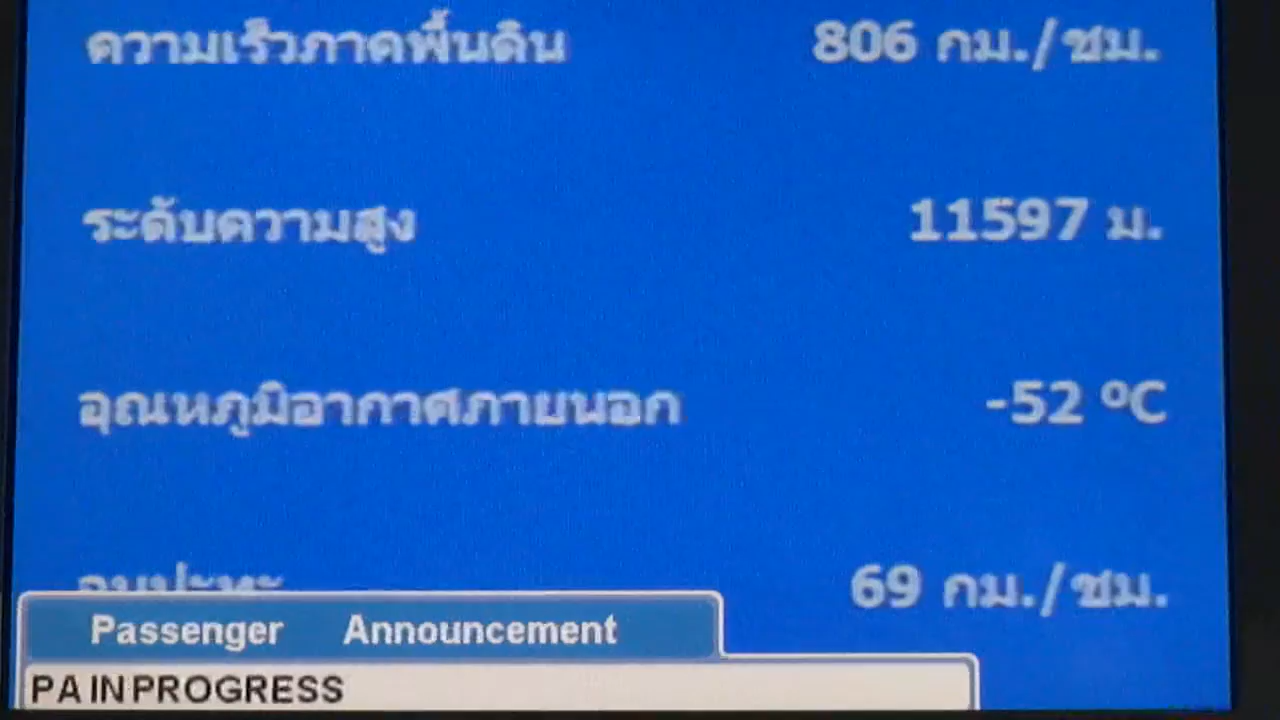 ความเร็วภาคพื้นดิน 806 กม./ชม.
ระดับความสูง 11597 ม.
อุณหภูมิอากาศภายนอก -52 ºC
69 กม./ชม.
Passenger Announcement
PA IN PROGRESS